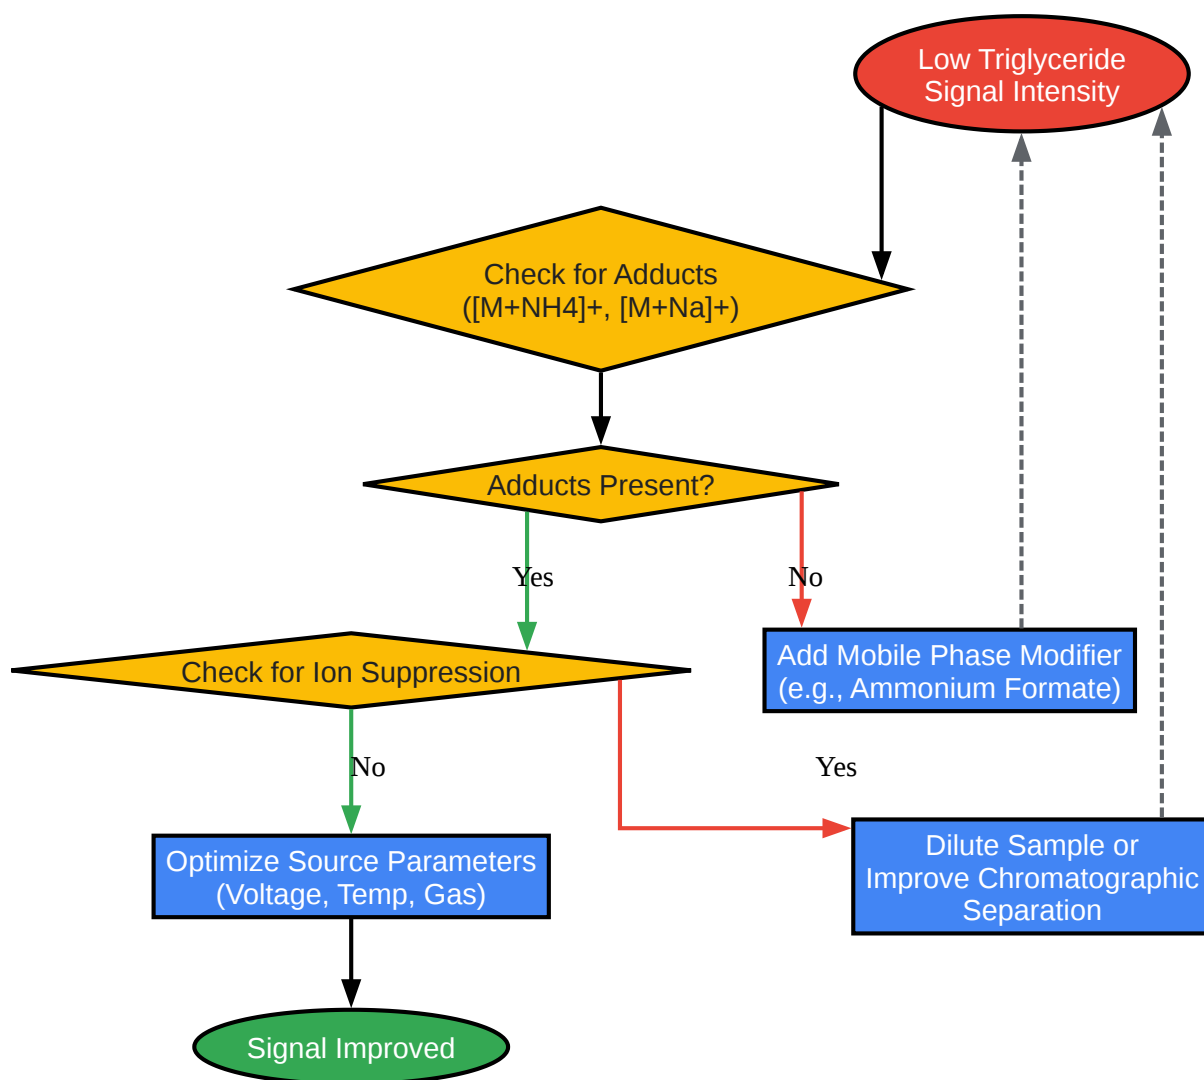 Low Triglyceride
Signal Intensity
Check for Adducts
([M+NH4]+, [M+Na]+)
Adducts Present?
Yes
No
Add Mobile Phase Modifier
(e.g., Ammonium Formate)
Check for Ion Suppression
No
Yes
Optimize Source Parameters
(Voltage, Temp, Gas)
Dilute Sample or
Improve Chromatographic
Separation
Signal Improved